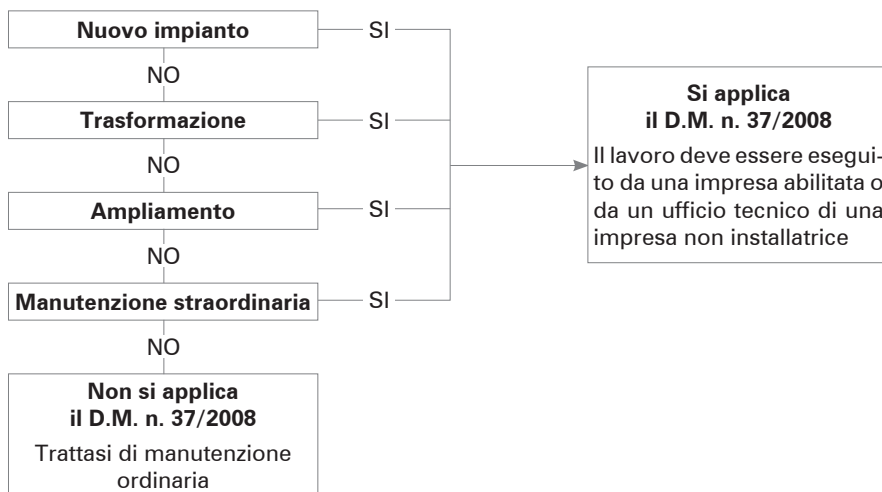 Nuovo impianto
SI
NO
Trasformazione
SI
NO
Ampliamento
SI
NO
Manutenzione straordinaria
SI
NO
Non si applica
il D.M. n. 37/2008
Trattasi di manutenzione
ordinaria
Si applica
il D.M. n. 37/2008
Il lavoro deve essere esegui-
to da una impresa abilitata o
da un ufficio tecnico di una
impresa non installatrice